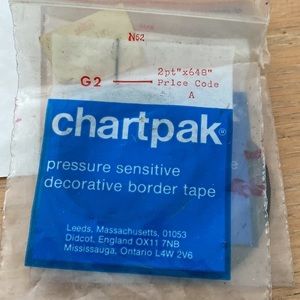 N62
G2 2pt"x648"
Price Code
A
chartpak®
pressure sensitive
decorative border tape
Leeds, Massachusetts, 01053
Didcot, England OX11 7NB
Mississauga, Ontario L4W 2V6